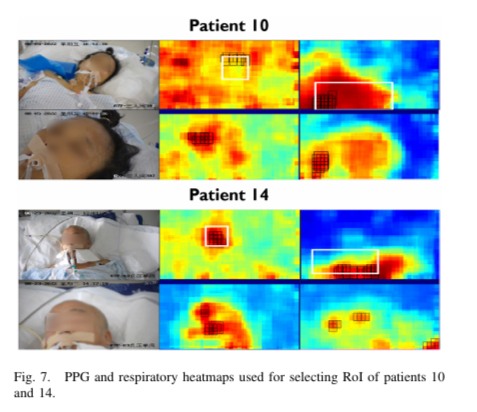 Patient 10
Patient 14
Fig. 7. PPG and respiratory heatmaps used for selecting RoI of patients 10
and 14.